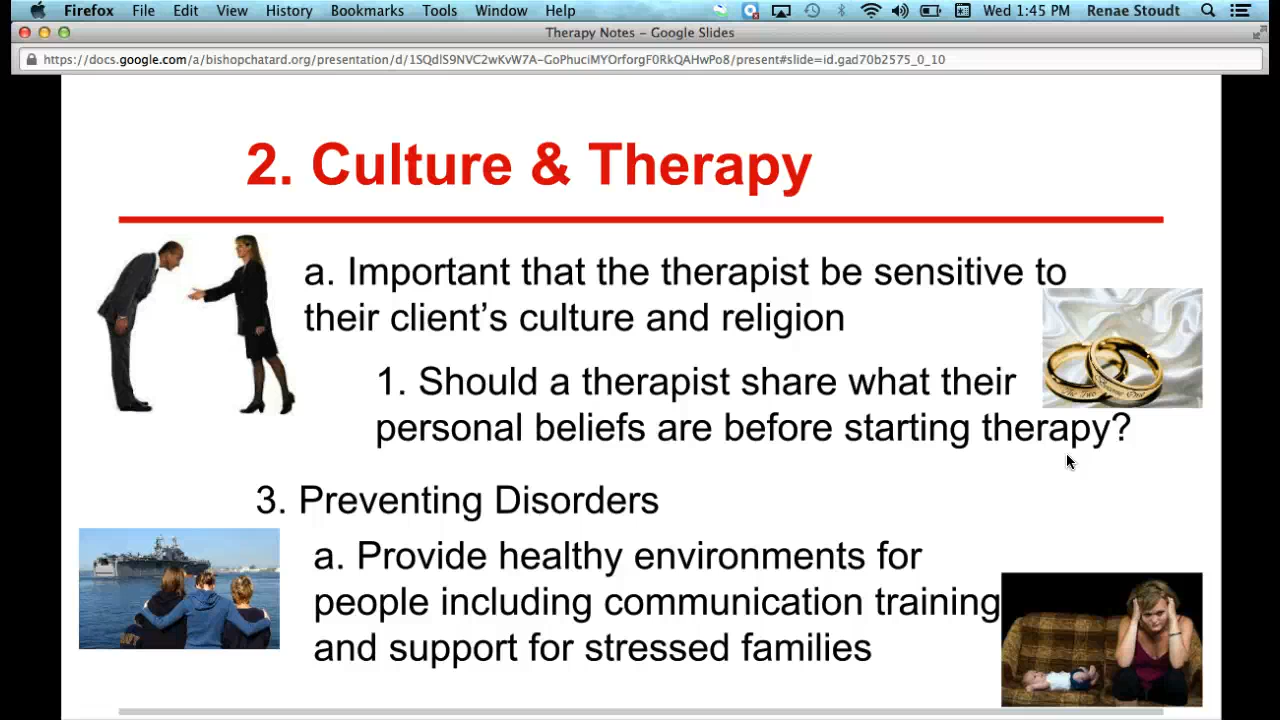 Firefox File Edit View History Bookmarks Tools Window Help Wed 1:45 PM Renae Stoudt
Therapy Notes – Google Slides
https://docs.google.com/a/bishopchatard.org/presentation/d/1SQdlS9NVC2wKvW7A-GoPhuciMYOrforgF0RkQAHwPo8/present#slide=id.gad70b2575_0_10
2. Culture & Therapy
a. Important that the therapist be sensitive to
their client’s culture and religion
1. Should a therapist share what their
personal beliefs are before starting therapy?
3. Preventing Disorders
a. Provide healthy environments for
people including communication training
and support for stressed families